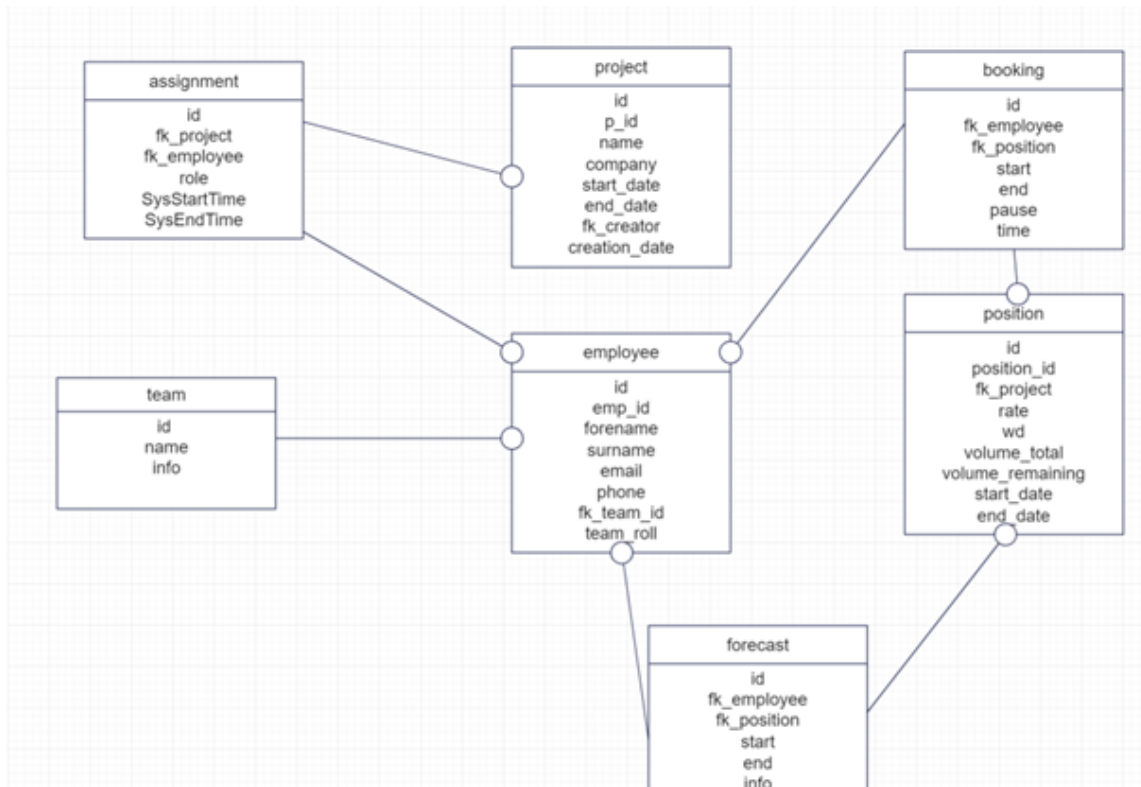 assignment
id
fk_project
fk_employee
role
SysStartTime
SysEndTime
project
id
p_id
name
company
start_date
end_date
fk_creator
creation_date
booking
id
fk_employee
fk_position
start
end
pause
time
team
id
name
info
employee
id
emp_id
forename
surname
email
phone
fk_team_id
team_roll
position
id
position_id
fk_project
rate
wd
volume_total
volume_remaining
start_date
end_date
forecast
id
fk_employee
fk_position
start
end
info